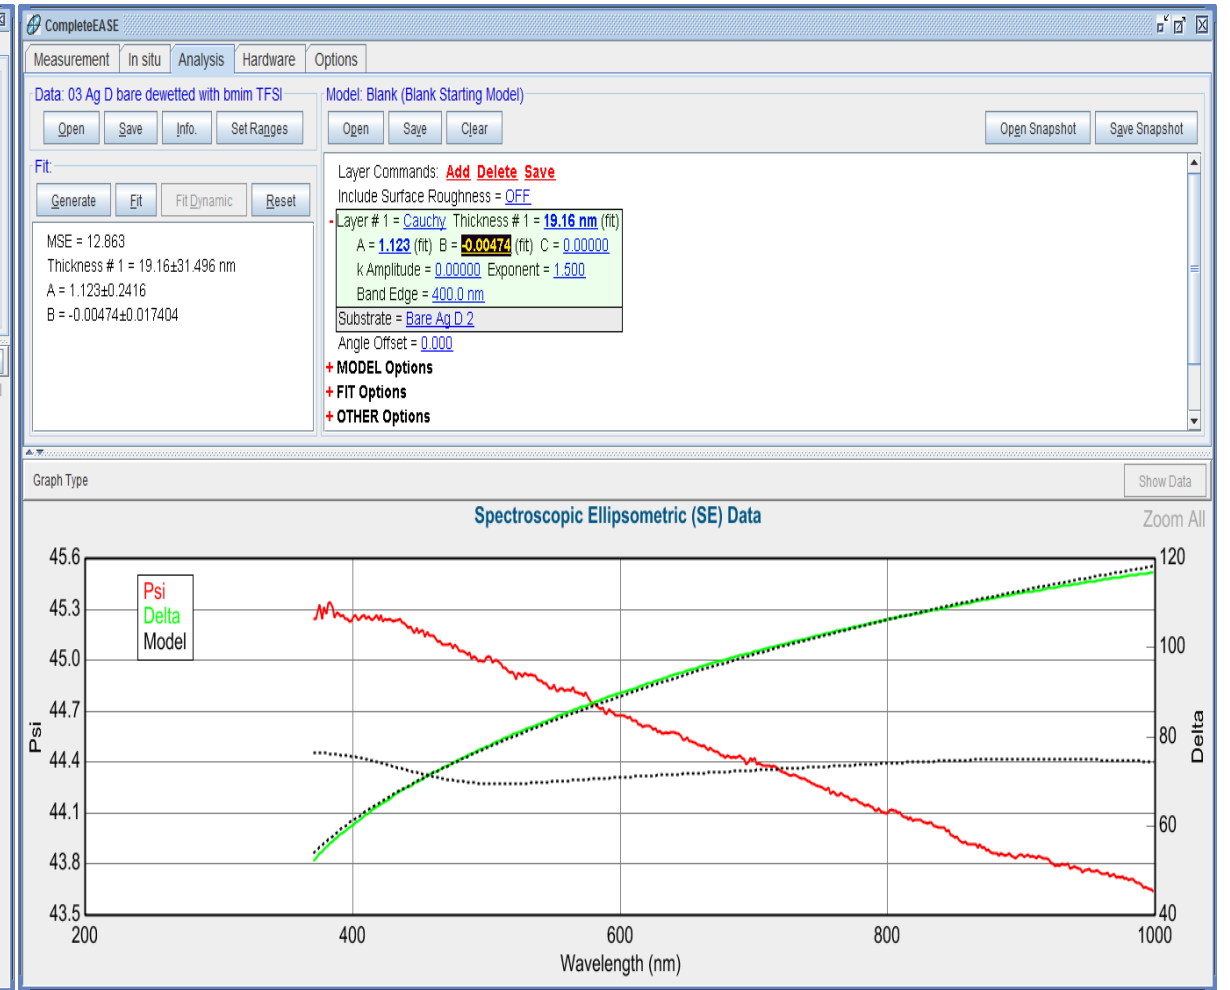 CompleteEASE
Measurement In situ Analysis Hardware Options
Data: 03 Ag D bare dewetted with bmim TFSI
Open Save Info. Set Ranges
Model: Blank (Blank Starting Model)
Open Save Clear Open Snapshot Save Snapshot
Fit:
Generate Fit Fit Dynamic Reset
MSE = 12.863
Thickness # 1 = 19.16±31.496 nm
A = 1.123±0.2416
B = -0.00474±0.017404
Layer Commands: Add Delete Save
Include Surface Roughness = OFF
- Layer # 1 = Cauchy Thickness # 1 = 19.16 nm (fit)
A = 1.123 (fit) B = -0.00474 (fit) C = 0.00000
k Amplitude = 0.00000 Exponent = 1.500
Band Edge = 400.0 nm
Substrate = Bare Ag D 2
Angle Offset = 0.000
+ MODEL Options
+ FIT Options
+ OTHER Options
Graph Type Show Data
Spectroscopic Ellipsometric (SE) Data
Zoom All
Psi
Delta
Model
45.6
45.3
45.0
44.7
44.4
44.1
43.8
43.5
Psi
120
100
80
60
40
Delta
200 400 600 800 1000
Wavelength (nm)